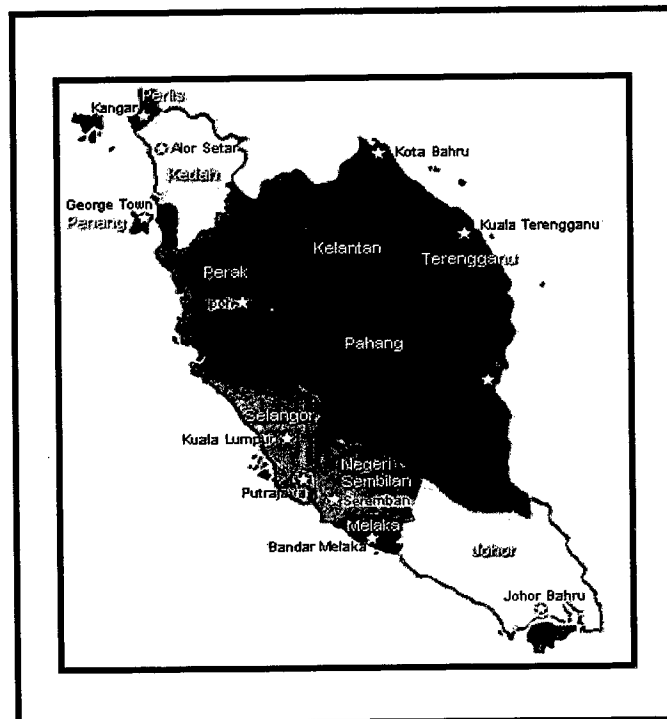 Perlis
Kangar
Alor Setar
Kota Bahru
Kedah
George Town
Penang
Kuala Terengganu
Kelantan
Terengganu
Perak
Ipoh
Pahang
Selangor
Kuala Lumpur
Negeri
Sembilan
Putrajaya
Seremban
Melaka
Bandar Melaka
Johor
Johor Bahru